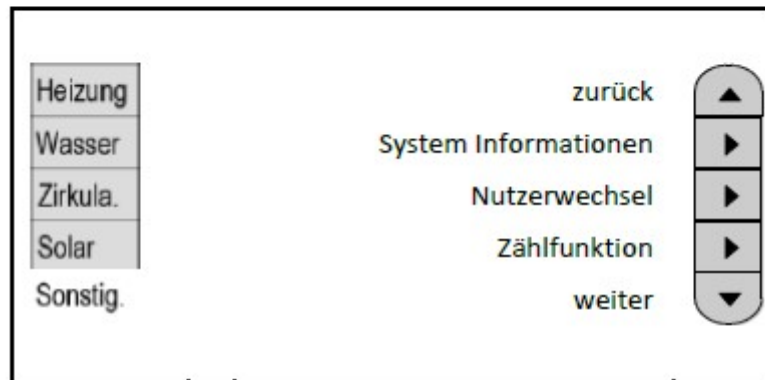 Heizung
Wasser
Zirkula.
Solar
Sonstig.
zurück
System Informationen
Nutzerwechsel
Zählfunktion
weiter